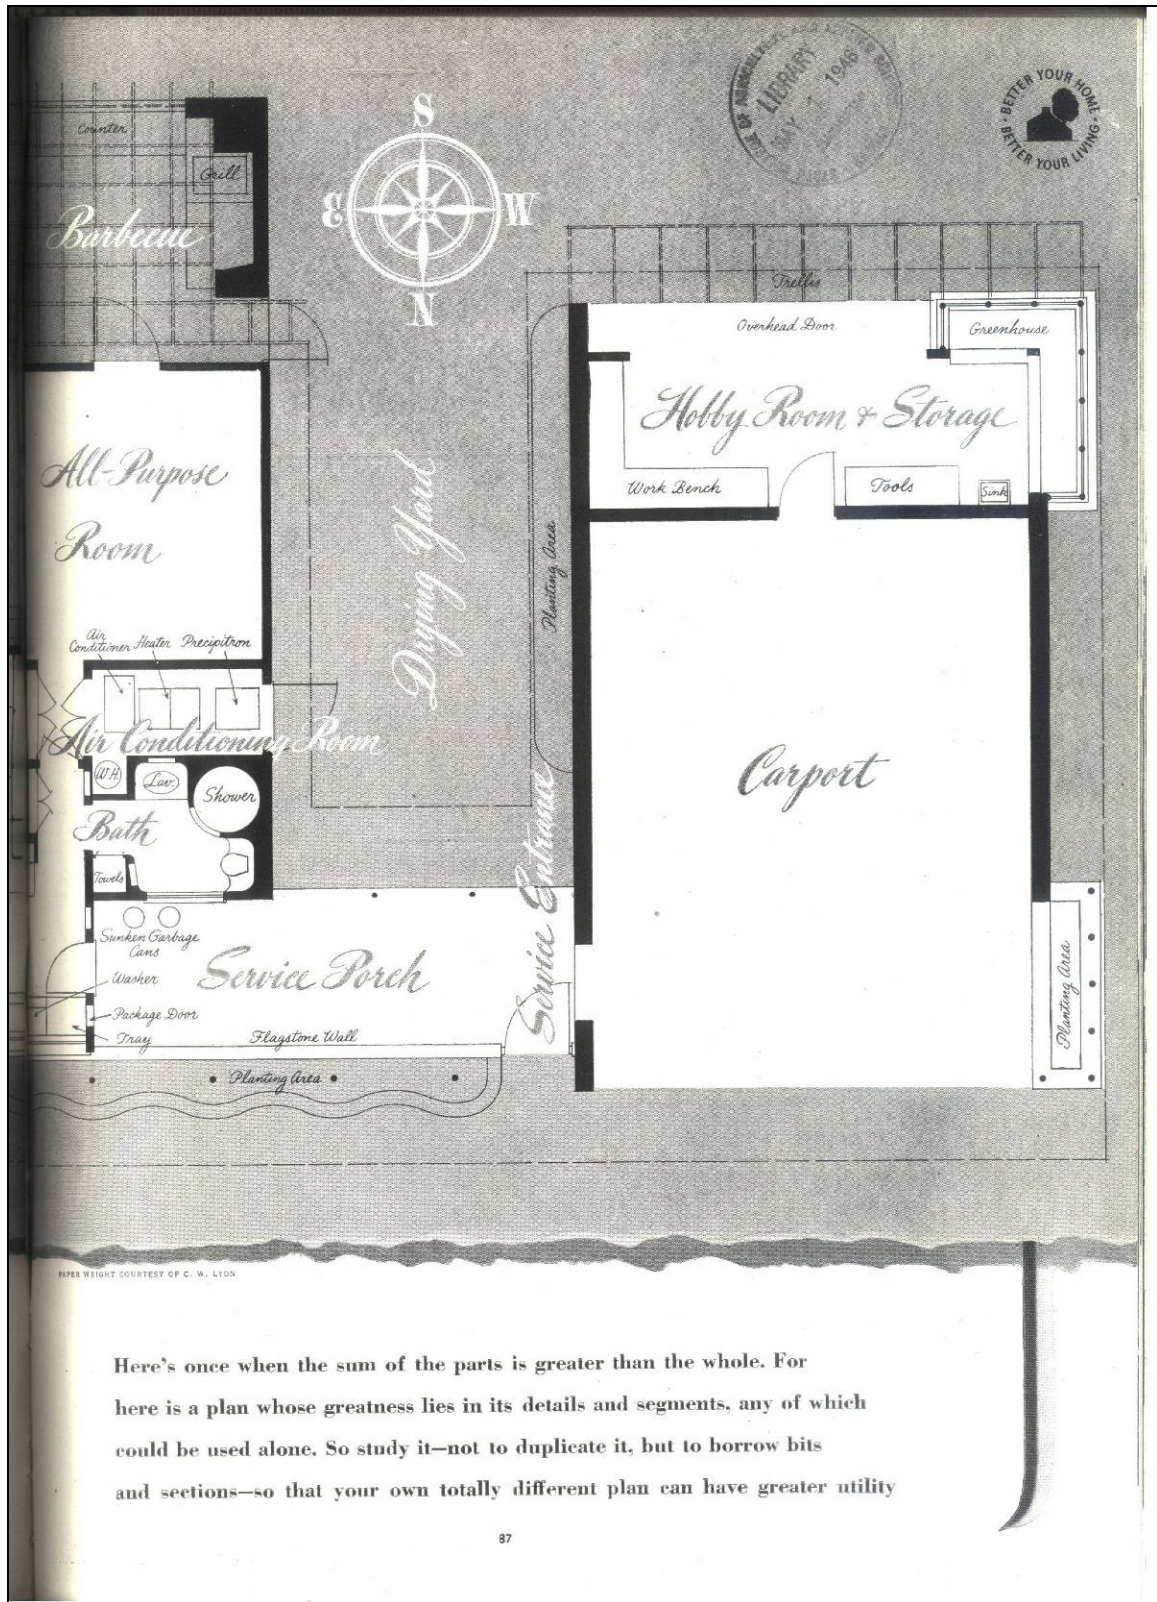 Counter
Grill
Barbecue
S
E
W
N
LIBRARY
MAY
1946
BETTER YOUR HOME
BETTER YOUR LIVING
Trellis
Overhead Door
Greenhouse
Hobby Room & Storage
Work Bench
Tools
Sink
All-Purpose
Room
Drying Yard
Planting Area
Air
Conditioner
Heater
Precipitron
Air Conditioning Room
W.H.
Lav.
Shower
Bath
Towels
Carport
Service Entrance
Sunken Garbage
Cans
Service Porch
Washer
Package Door
Tray
Flagstone Wall
Planting Area
Planting Area
PAPER WEIGHT COURTESY OF C. W. LYON
Here's once when the sum of the parts is greater than the whole. For
here is a plan whose greatness lies in its details and segments, any of which
could be used alone. So study it—not to duplicate it, but to borrow bits
and sections—so that your own totally different plan can have greater utility
87